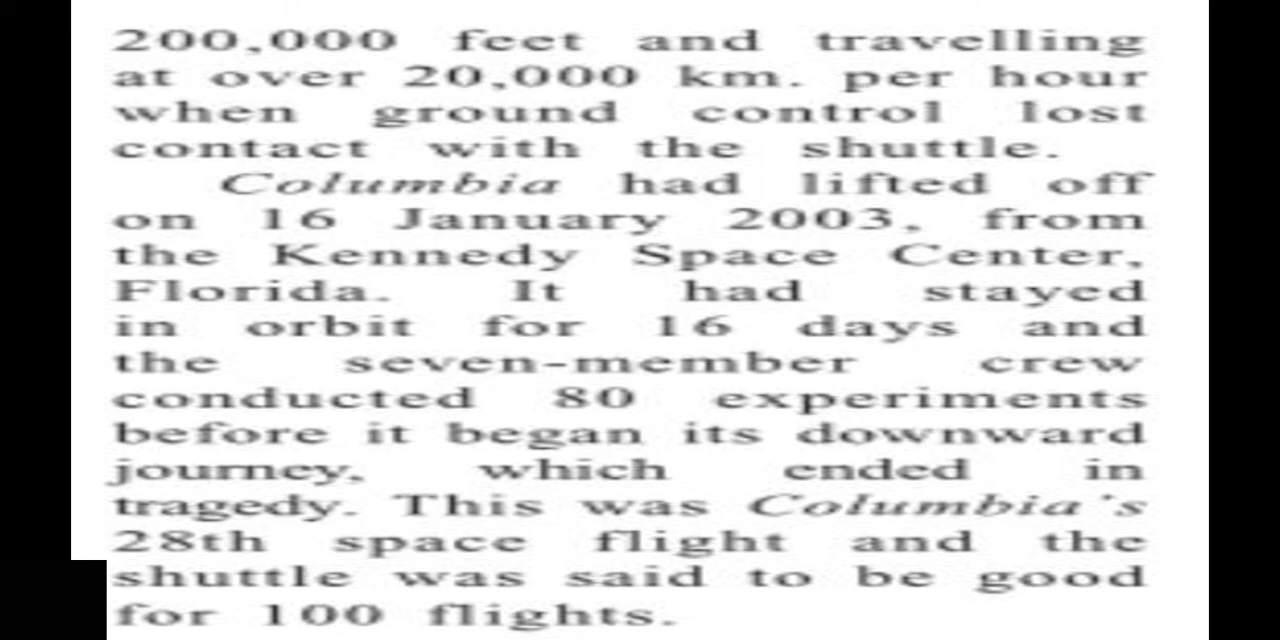 200,000 feet and travelling
at over 20,000 km. per hour
when ground control lost
contact with the shuttle.
Columbia had lifted off
on 16 January 2003, from
the Kennedy Space Center,
Florida. It had stayed
in orbit for 16 days and
the seven-member crew
conducted 80 experiments
before it began its downward
journey, which ended in
tragedy. This was Columbia's
28th space flight and the
shuttle was said to be good
for 100 flights.